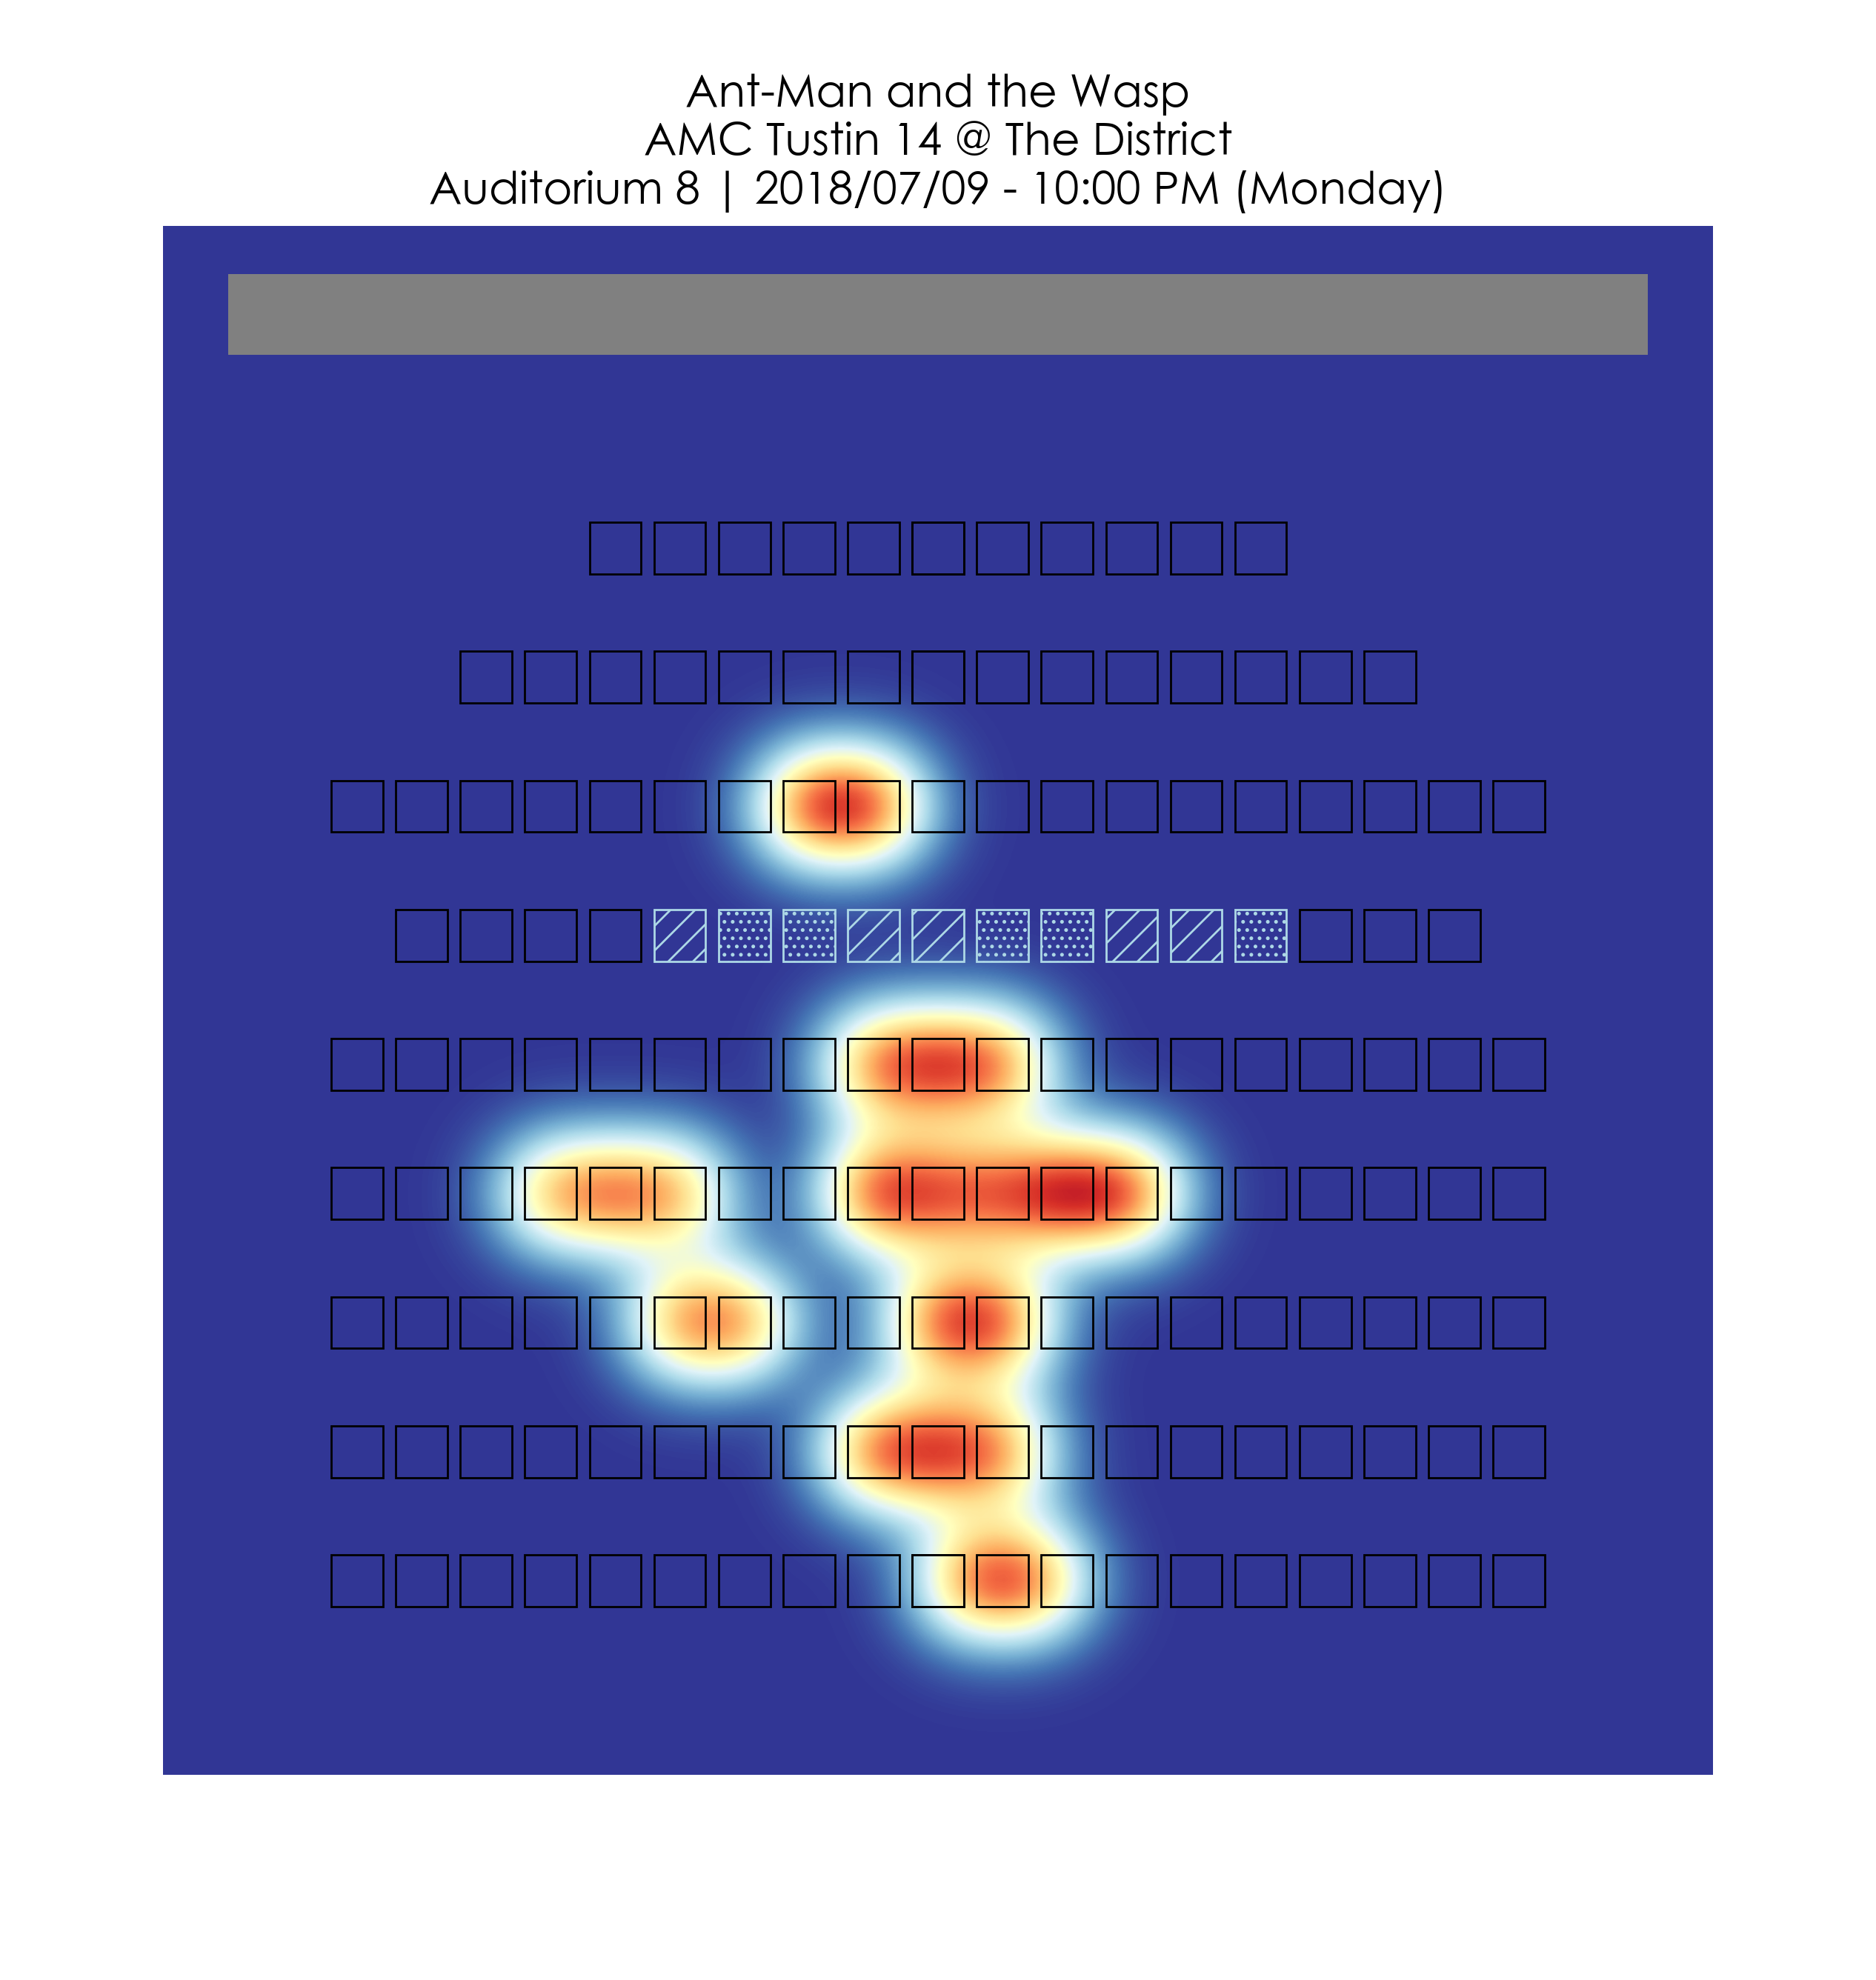 Ant-Man and the Wasp
AMC Tustin 14 @ The District
Auditorium 8 | 2018/07/09 - 10:00 PM (Monday)